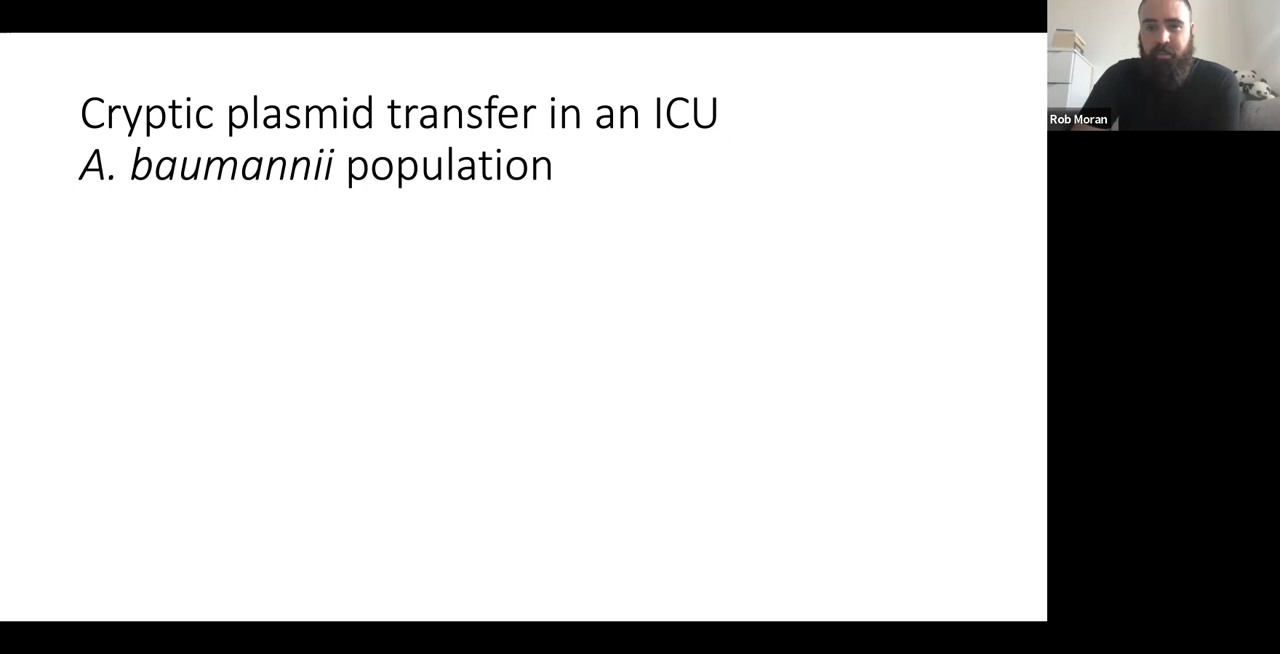 Cryptic plasmid transfer in an ICU
A. baumannii population
Rob Moran